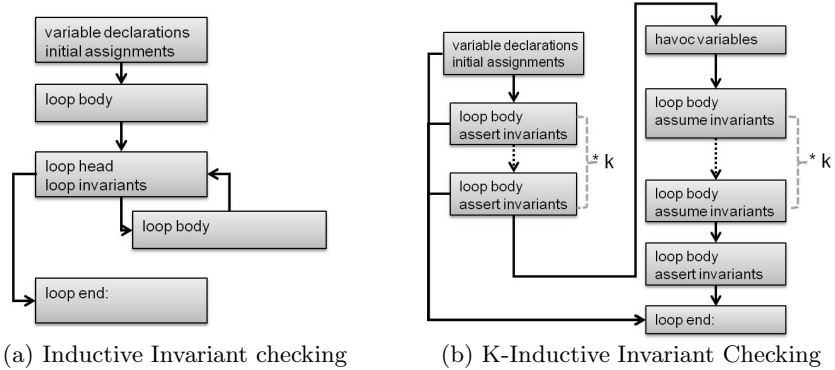 variable declarations
initial assignments
loop body
loop head
loop invariants
loop body
loop end:
(a) Inductive Invariant checking
variable declarations
initial assignments
loop body
assert invariants
* k
loop body
assert invariants
havoc variables
loop body
assume invariants
* k
loop body
assume invariants
loop body
assert invariants
loop end:
(b) K-Inductive Invariant Checking